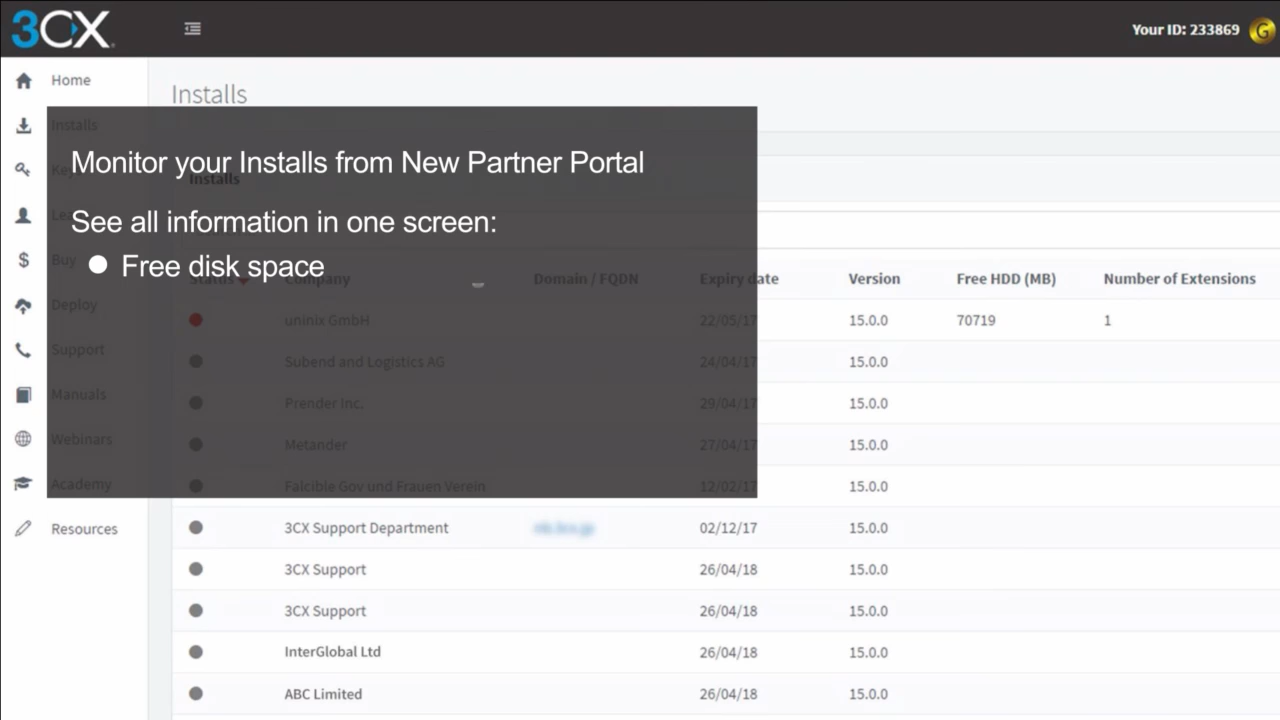 3CX
Your ID: 233869 G
Home
Installs
Installs
Keys
Leads
Buy
Deploy
Support
Manuals
Webinars
Academy
Resources
Monitor your Installs from New Partner Portal
See all information in one screen:
● Free disk space
Installs
Status Company Domain / FQDN Expiry date Version Free HDD (MB) Number of Extensions
uninix GmbH 22/05/17 15.0.0 70719 1
Subend and Logistics AG 24/04/17 15.0.0
Prender Inc. 29/04/17 15.0.0
Metander 27/04/17 15.0.0
Falcible Gov und Frauen Verein 12/02/17 15.0.0
3CX Support Department 02/12/17 15.0.0
3CX Support 26/04/18 15.0.0
3CX Support 26/04/18 15.0.0
InterGlobal Ltd 26/04/18 15.0.0
ABC Limited 26/04/18 15.0.0